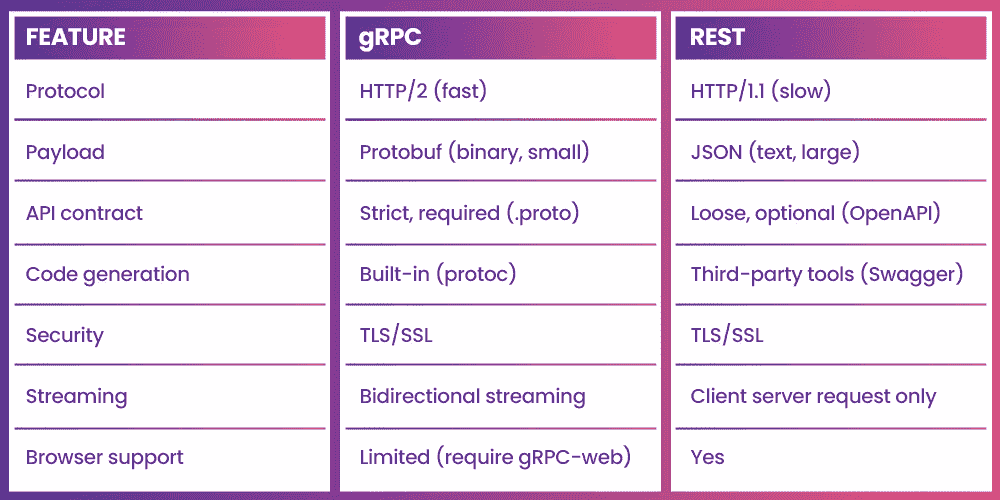 FEATURE gRPC REST
Protocol HTTP/2 (fast) HTTP/1.1 (slow)
Payload Protobuf (binary, small) JSON (text, large)
API contract Strict, required (.proto) Loose, optional (OpenAPI)
Code generation Built-in (protoc) Third-party tools (Swagger)
Security TLS/SSL TLS/SSL
Streaming Bidirectional streaming Client server request only
Browser support Limited (require gRPC-web) Yes